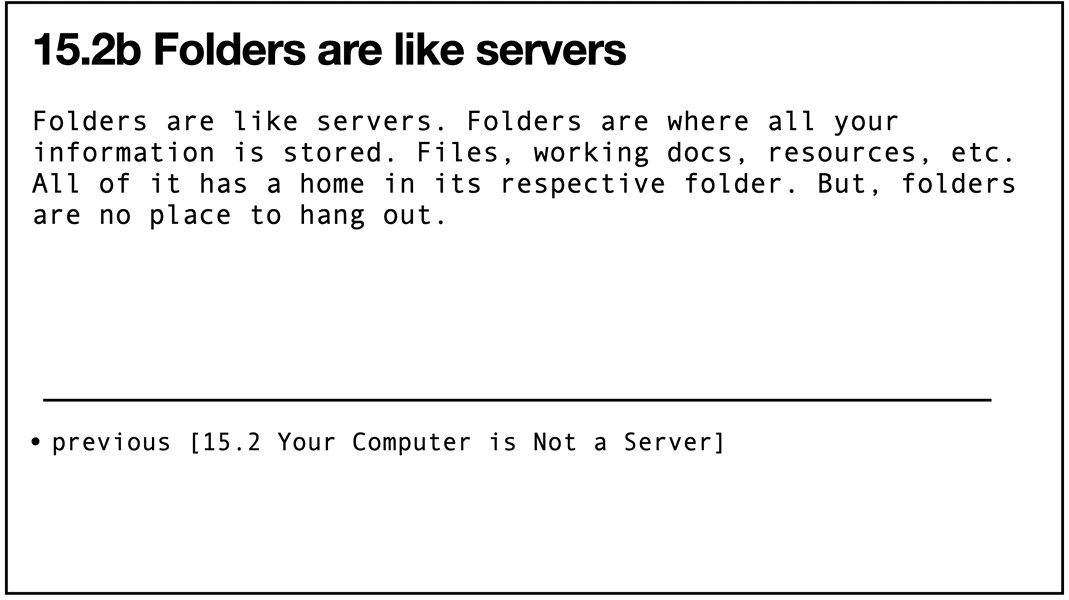 15.2b Folders are like servers
Folders are like servers. Folders are where all your
information is stored. Files, working docs, resources, etc.
All of it has a home in its respective folder. But, folders
are no place to hang out.
• previous [15.2 Your Computer is Not a Server]